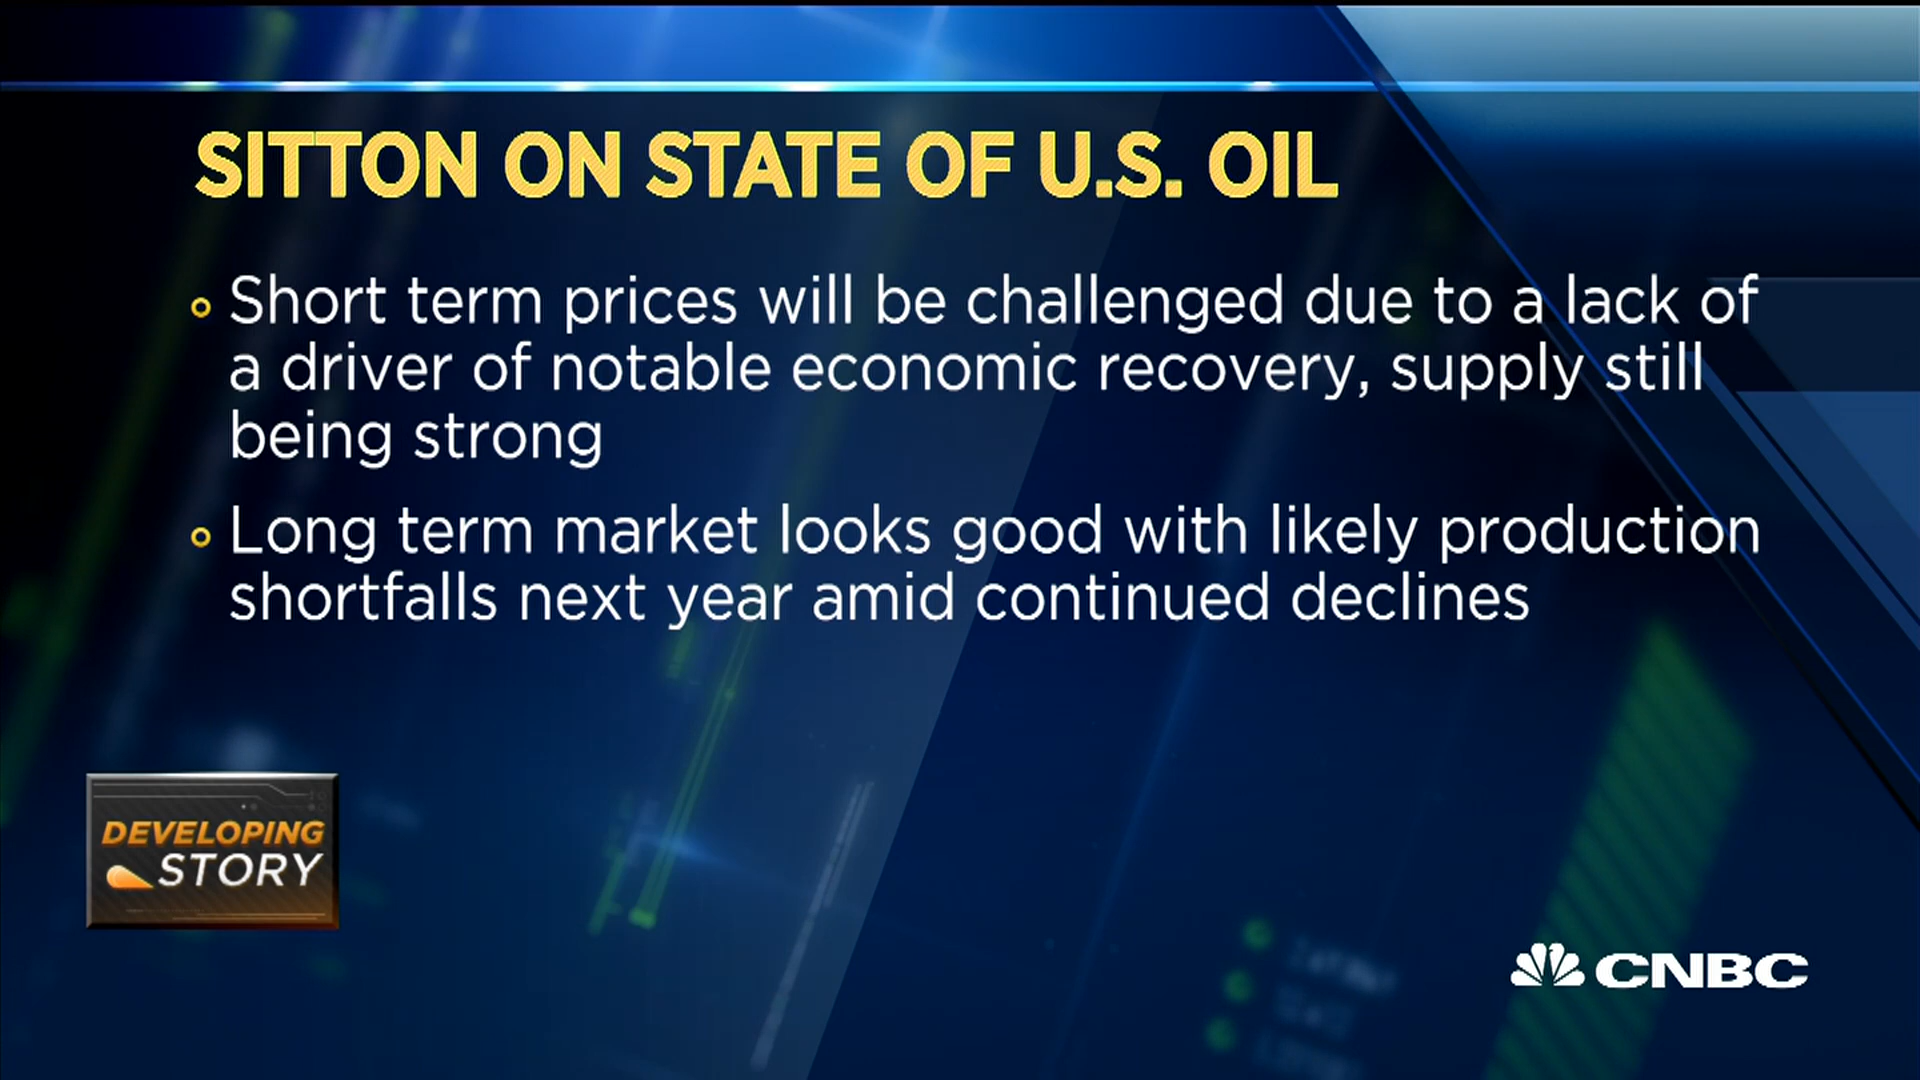 SITTON ON STATE OF U.S. OIL
Short term prices will be challenged due to a lack of
a driver of notable economic recovery, supply still
being strong
Long term market looks good with likely production
shortfalls next year amid continued declines
DEVELOPING
STORY
CNBC